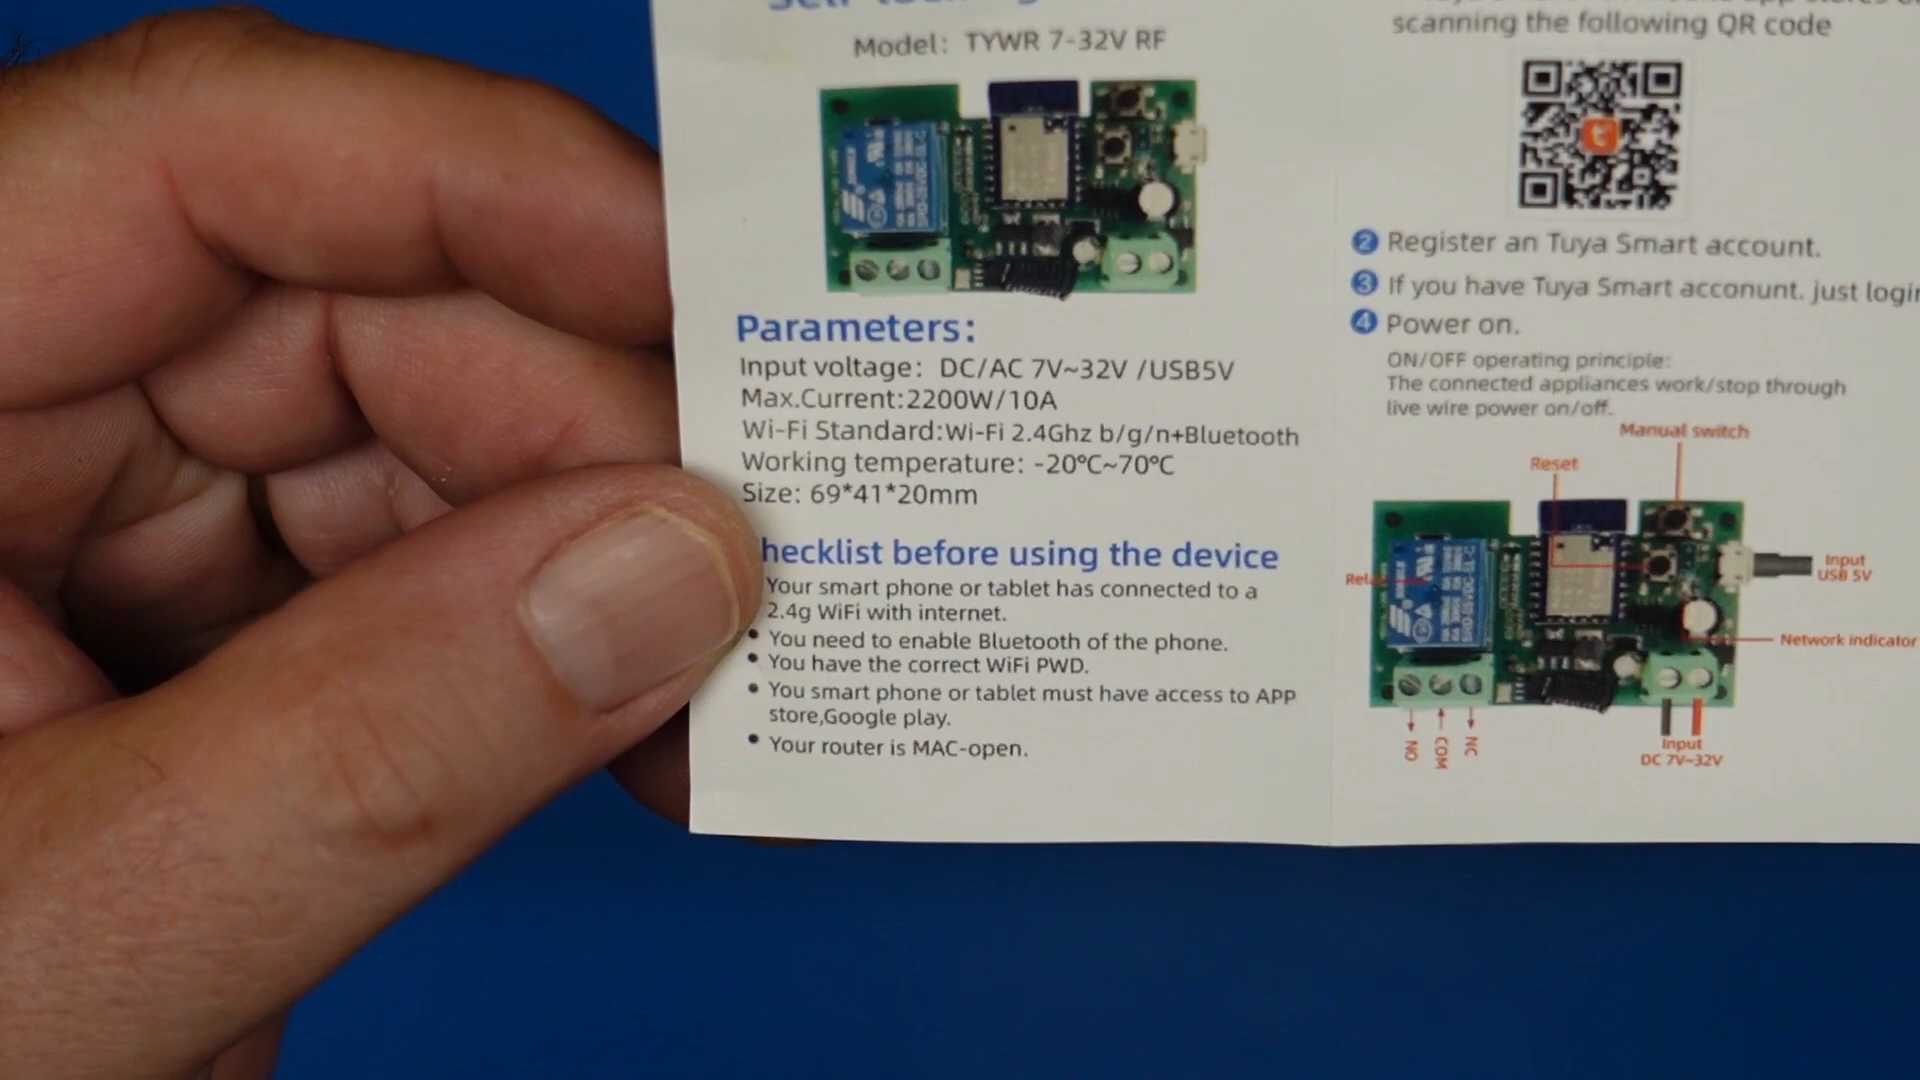 Model: TYWR 7-32V RF
Parameters:
Input voltage: DC/AC 7V~32V /USB5V
Max.Current:2200W/10A
Wi-Fi Standard:Wi-Fi 2.4Ghz b/g/n+Bluetooth
Working temperature: -20℃~70℃
Size: 69*41*20mm
hecklist before using the device
Your smart phone or tablet has connected to a
2.4g WiFi with internet.
• You need to enable Bluetooth of the phone.
• You have the correct WiFi PWD.
• You smart phone or tablet must have access to APP
store,Google play.
• Your router is MAC-open.
scanning the following QR code
2 Register an Tuya Smart account.
3 If you have Tuya Smart acconunt. just login
4 Power on.
ON/OFF operating principle:
The connected appliances work/stop through
live wire power on/off.
Manual switch
Reset
Input
USB 5V
Network indicator
NO
COM
NC
Input
DC 7V-32V